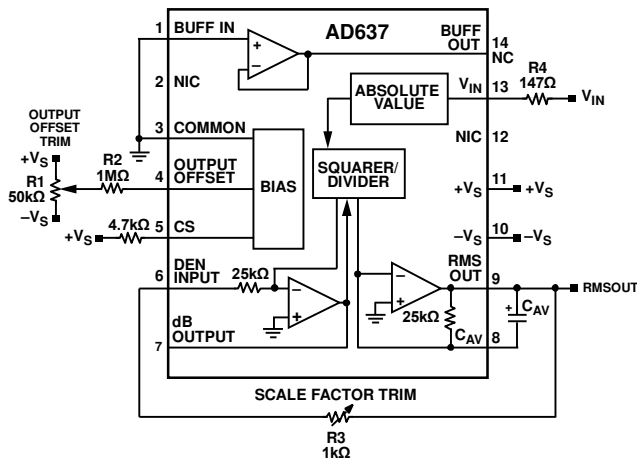 AD637
1 BUFF IN
BUFF OUT 14
NC
+
−
2 NIC
ABSOLUTE VALUE
VIN 13
R4
147Ω
VIN
OUTPUT
OFFSET
TRIM
3 COMMON
NIC 12
+VS
R1
50kΩ
−VS
R2
1MΩ
4 OUTPUT OFFSET
BIAS
SQUARER/
DIVIDER
+VS 11 +VS
+VS
4.7kΩ
5 CS
−VS 10 −VS
6 DEN INPUT
25kΩ
−
+
−
+
RMS OUT 9
RMSOUT
25kΩ
+
CAV
dB OUTPUT
7
CAV 8
SCALE FACTOR TRIM
R3
1kΩ